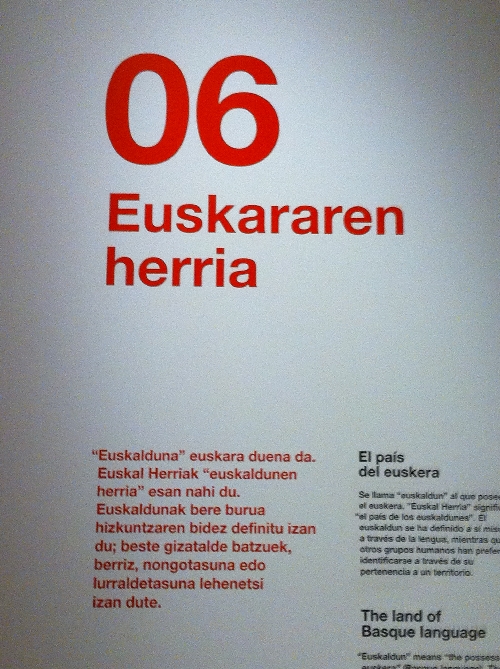 06
Euskararen
herria
“Euskalduna” euskara duena da.
Euskal Herriak “euskaldunen
herria” esan nahi du.
Euskaldunak bere burua
hizkuntzaren bidez definitu izan
du; beste gizatalde batzuek,
berriz, nongotasuna edo
lurraldetasuna lehenetsi
izan dute.
El país
del euskera
Se llama “euskaldun” al que
el euskera. “Euskal Herria”
“el país de los euskaldunes”. El
euskaldun se ha definido a sí
a través de la lengua, mientras
otros grupos humanos han
identificarse a través de su
pertenencia a un territorio.
The land of
Basque language
“Euskaldun” means “the